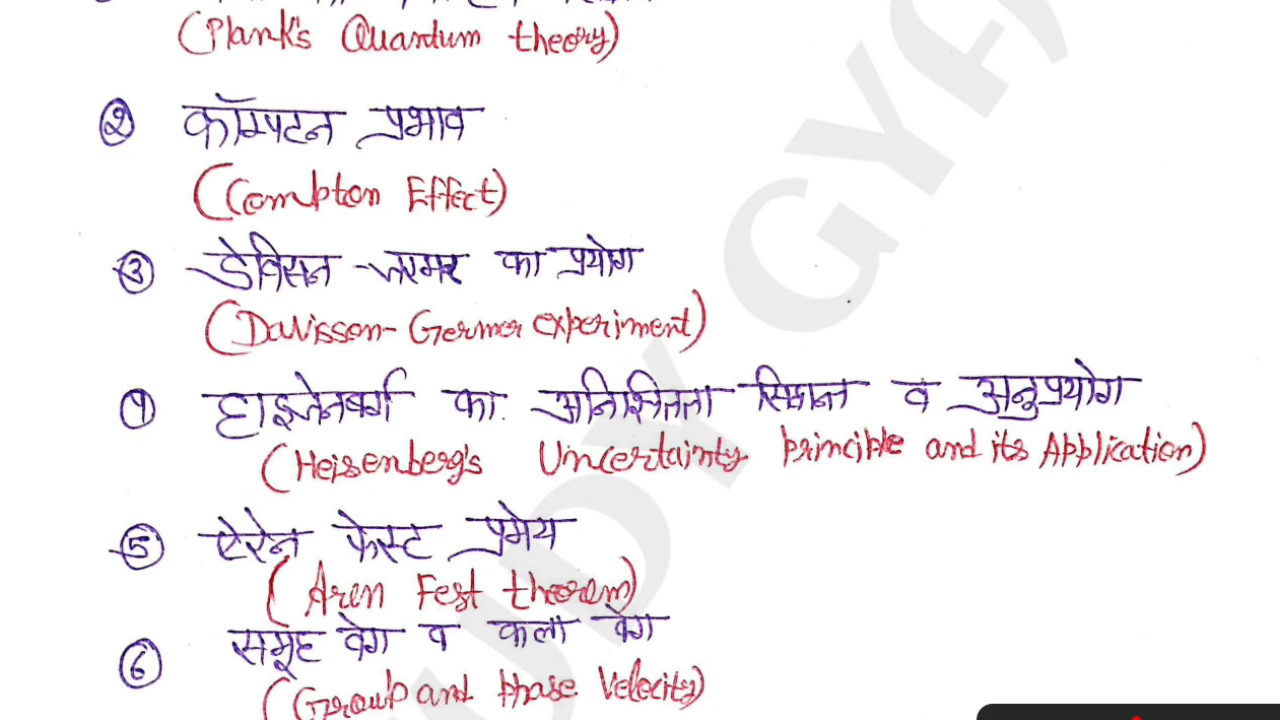 (Plank's Quantum theory)
② कॉम्पटन प्रभाव
(Compton Effect)
③ डेविसन - जरमर का प्रयोग
(Davisson-Germer experiment)
④ हाइजेनबर्ग का अनिश्चितता सिद्धान्त व अनुप्रयोग
(Heisenberg's Uncertainty principle and its Application)
⑤ ऐरेन फेस्ट प्रमेय
(Aren Fest theorem)
⑥ समूह वेग व कला वेग
(Group and phase Velocity)